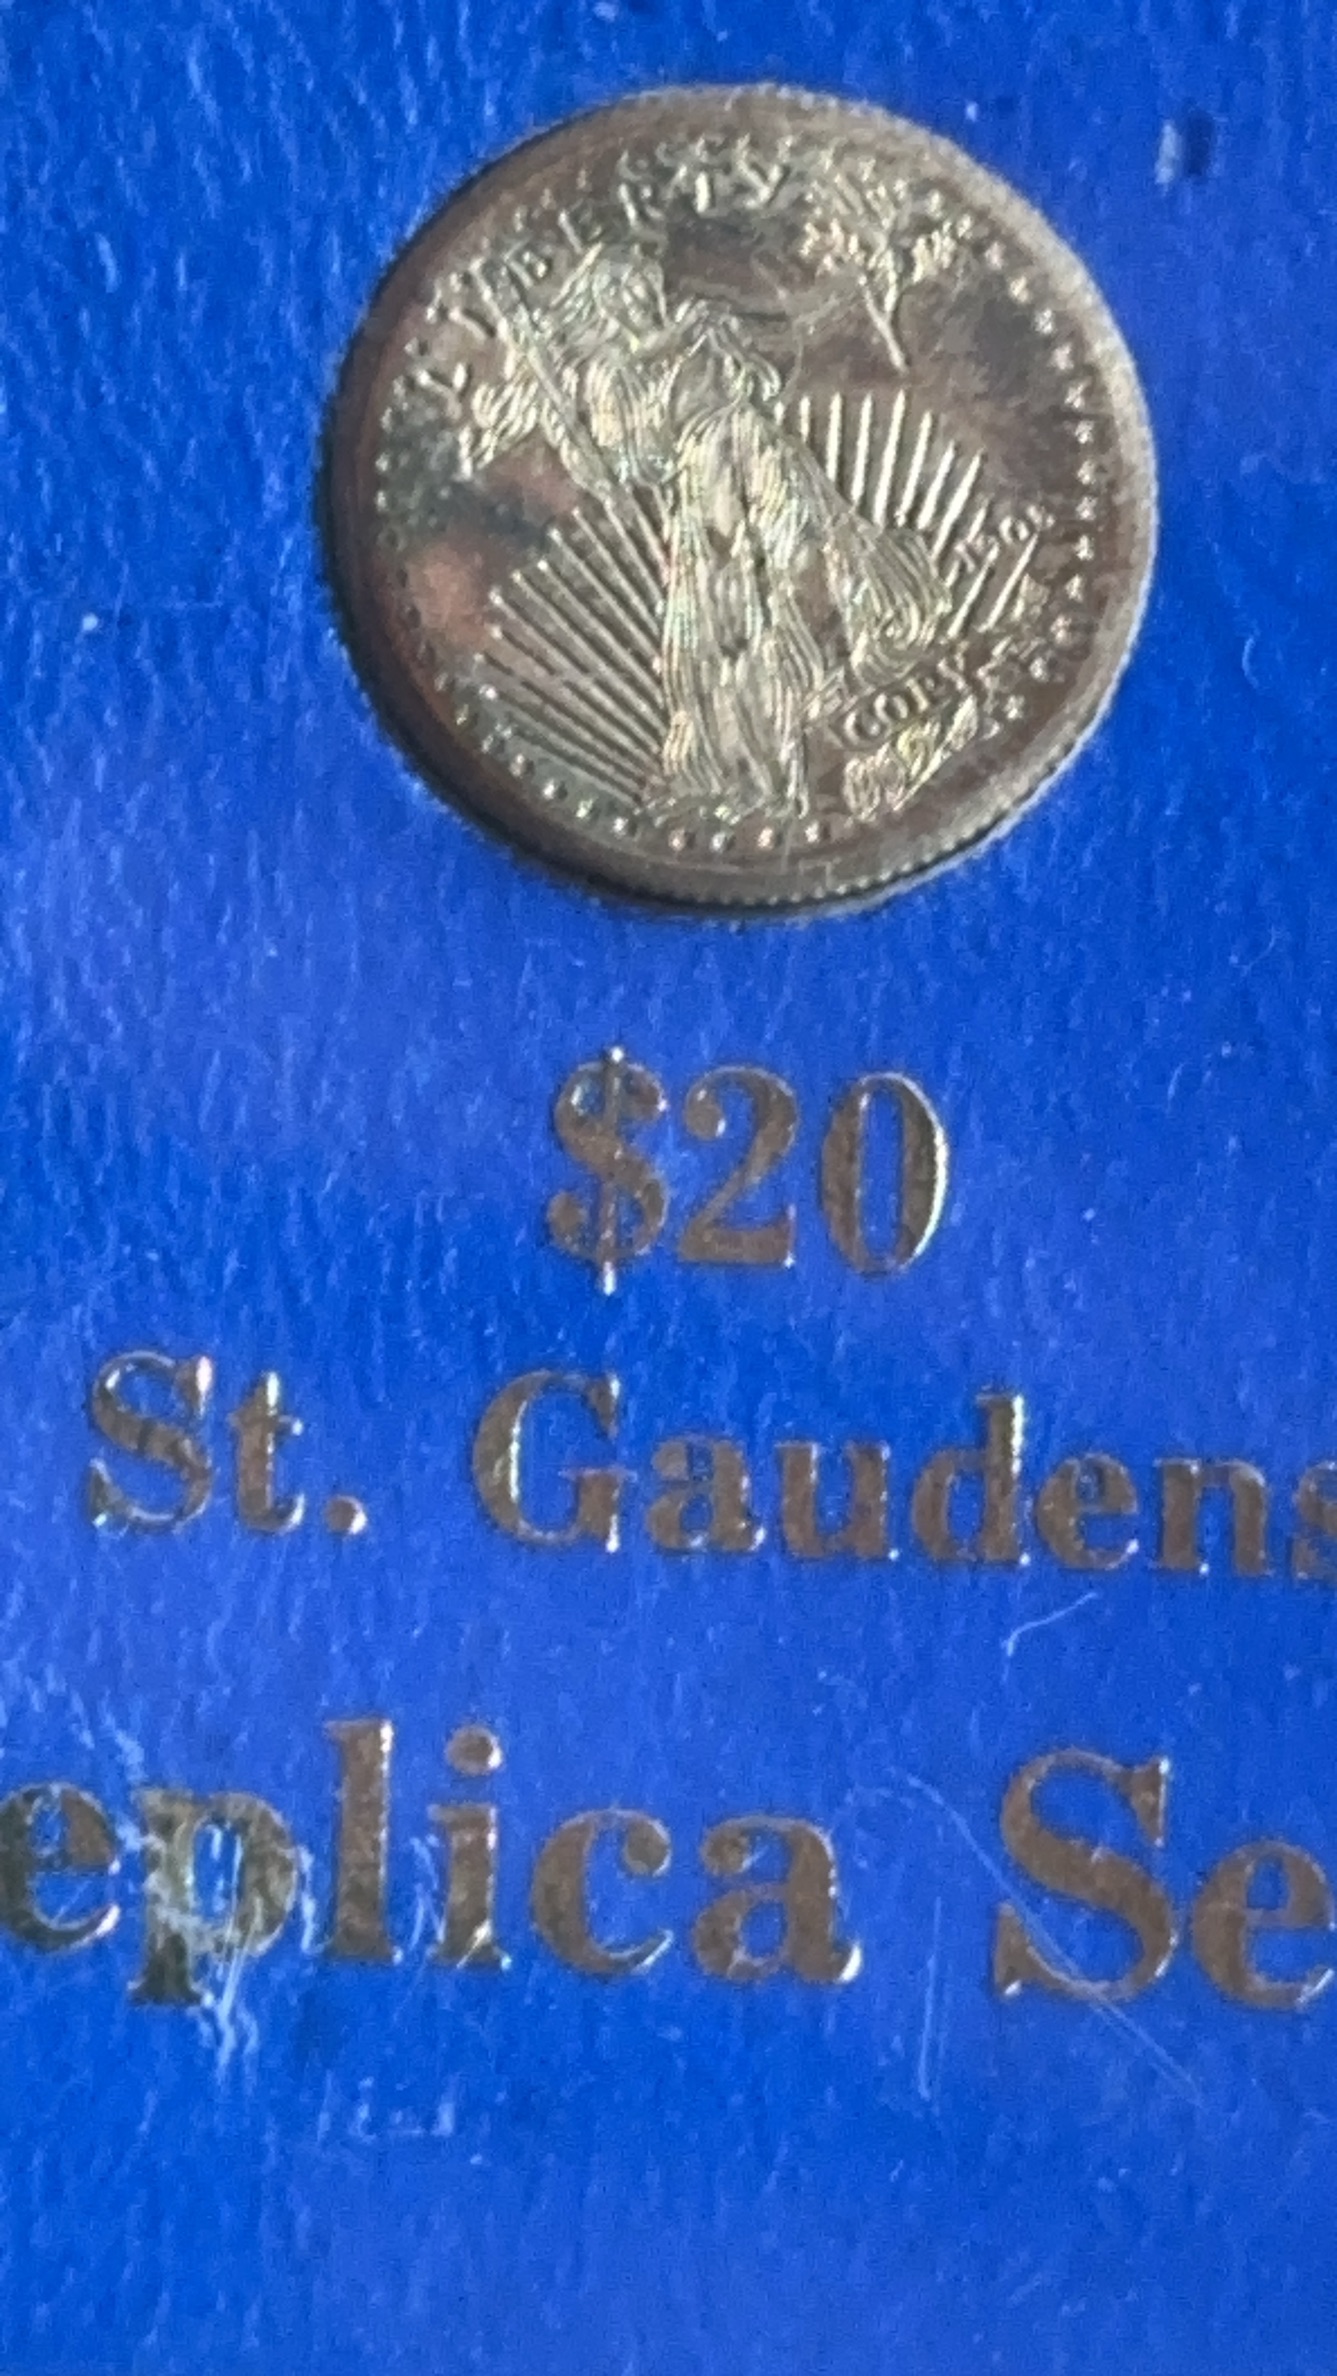 LIBERTY
COPY
$20
St. Gaudens
eplica Se